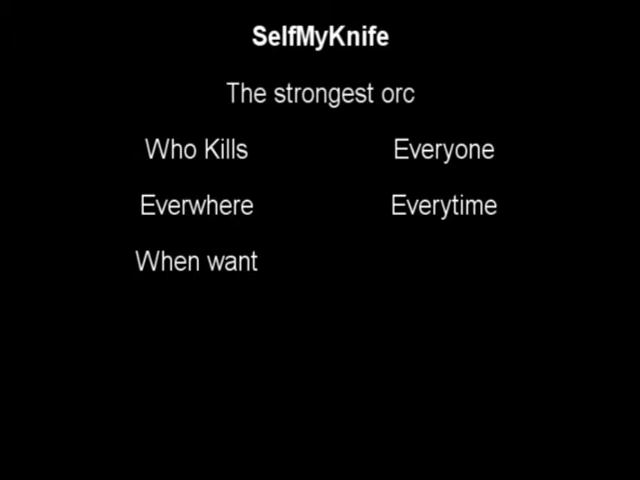 SelfMyKnife
The strongest orc
Who Kills Everyone
Everwhere Everytime
When want